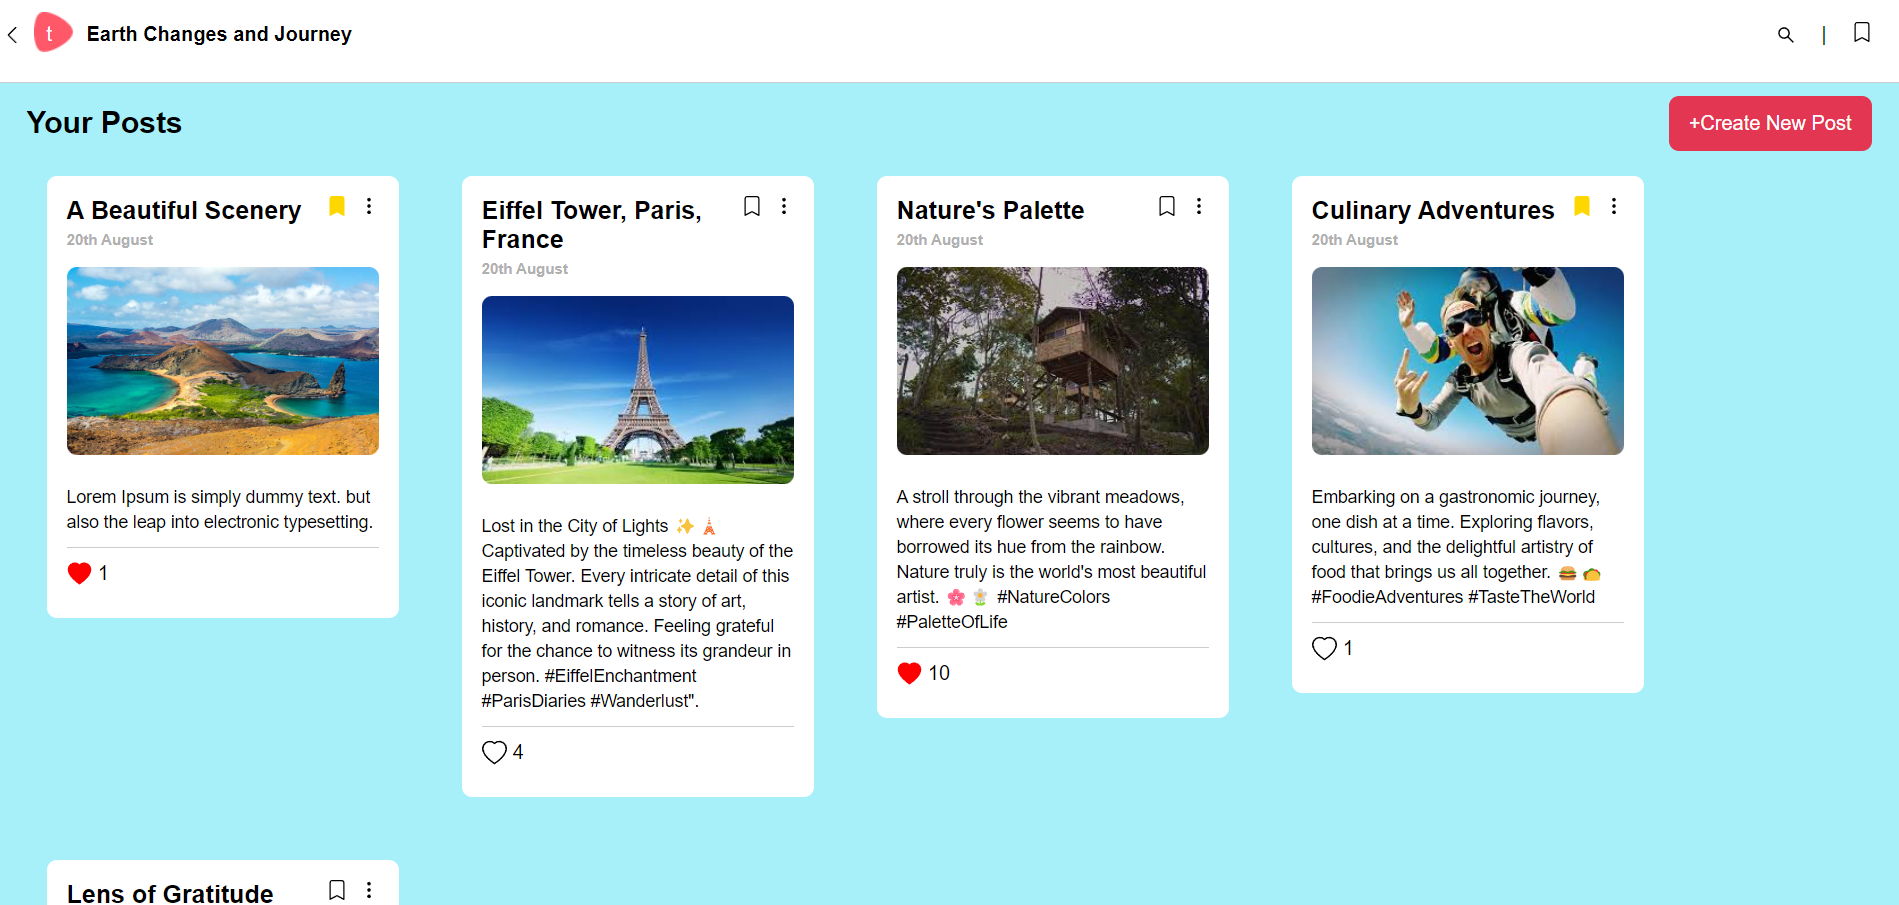 t
Earth Changes and Journey
|
Your Posts
+Create New Post
A Beautiful Scenery
20th August
Lorem Ipsum is simply dummy text. but
also the leap into electronic typesetting.
1
Eiffel Tower, Paris,
France
20th August
Lost in the City of Lights ✨ 🗼
Captivated by the timeless beauty of the
Eiffel Tower. Every intricate detail of this
iconic landmark tells a story of art,
history, and romance. Feeling grateful
for the chance to witness its grandeur in
person. #EiffelEnchantment
#ParisDiaries #Wanderlust".
4
Nature's Palette
20th August
A stroll through the vibrant meadows,
where every flower seems to have
borrowed its hue from the rainbow.
Nature truly is the world's most beautiful
artist. 🌸 🌼 #NatureColors
#PaletteOfLife
10
Culinary Adventures
20th August
Embarking on a gastronomic journey,
one dish at a time. Exploring flavors,
cultures, and the delightful artistry of
food that brings us all together. 🍔 🌮
#FoodieAdventures #TasteTheWorld
1
Lens of Gratitude